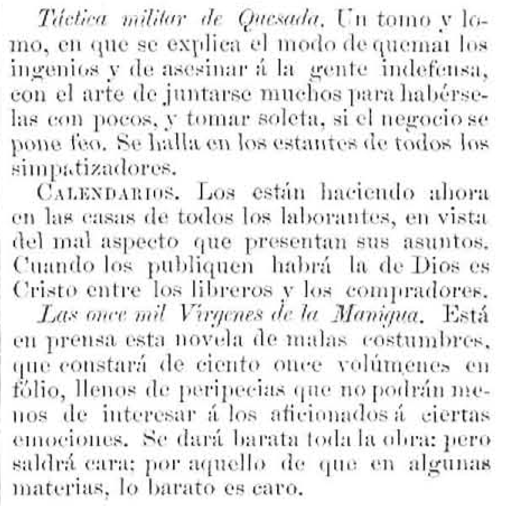 Táctica militar de Quesada. Un tomo y lo-
mo, en que se explica el modo de quemar los
ingenios y de asesinar á la gente indefensa,
con el arte de juntarse muchos para habérse-
las con pocos, y tomar soleta, si el negocio se
pone feo. Se halla en los estantes de todos los
simpatizadores.
CALENDARIOS. Los están haciendo ahora
en las casas de todos los laborantes, en vista
del mal aspecto que presentan sus asuntos.
Cuando los publiquen habrá la de Dios es
Cristo entre los libreros y los compradores.
Las once mil Vírgenes de la Manigua. Está
en prensa esta novela de malas costumbres,
que constará de ciento once volúmenes en
fólio, llenos de peripecias que no podrán me-
nos de interesar á los aficionados á ciertas
emociones. Se dará barata toda la obra; pero
saldrá cara; por aquello de que en algunas
materias, lo barato es caro.